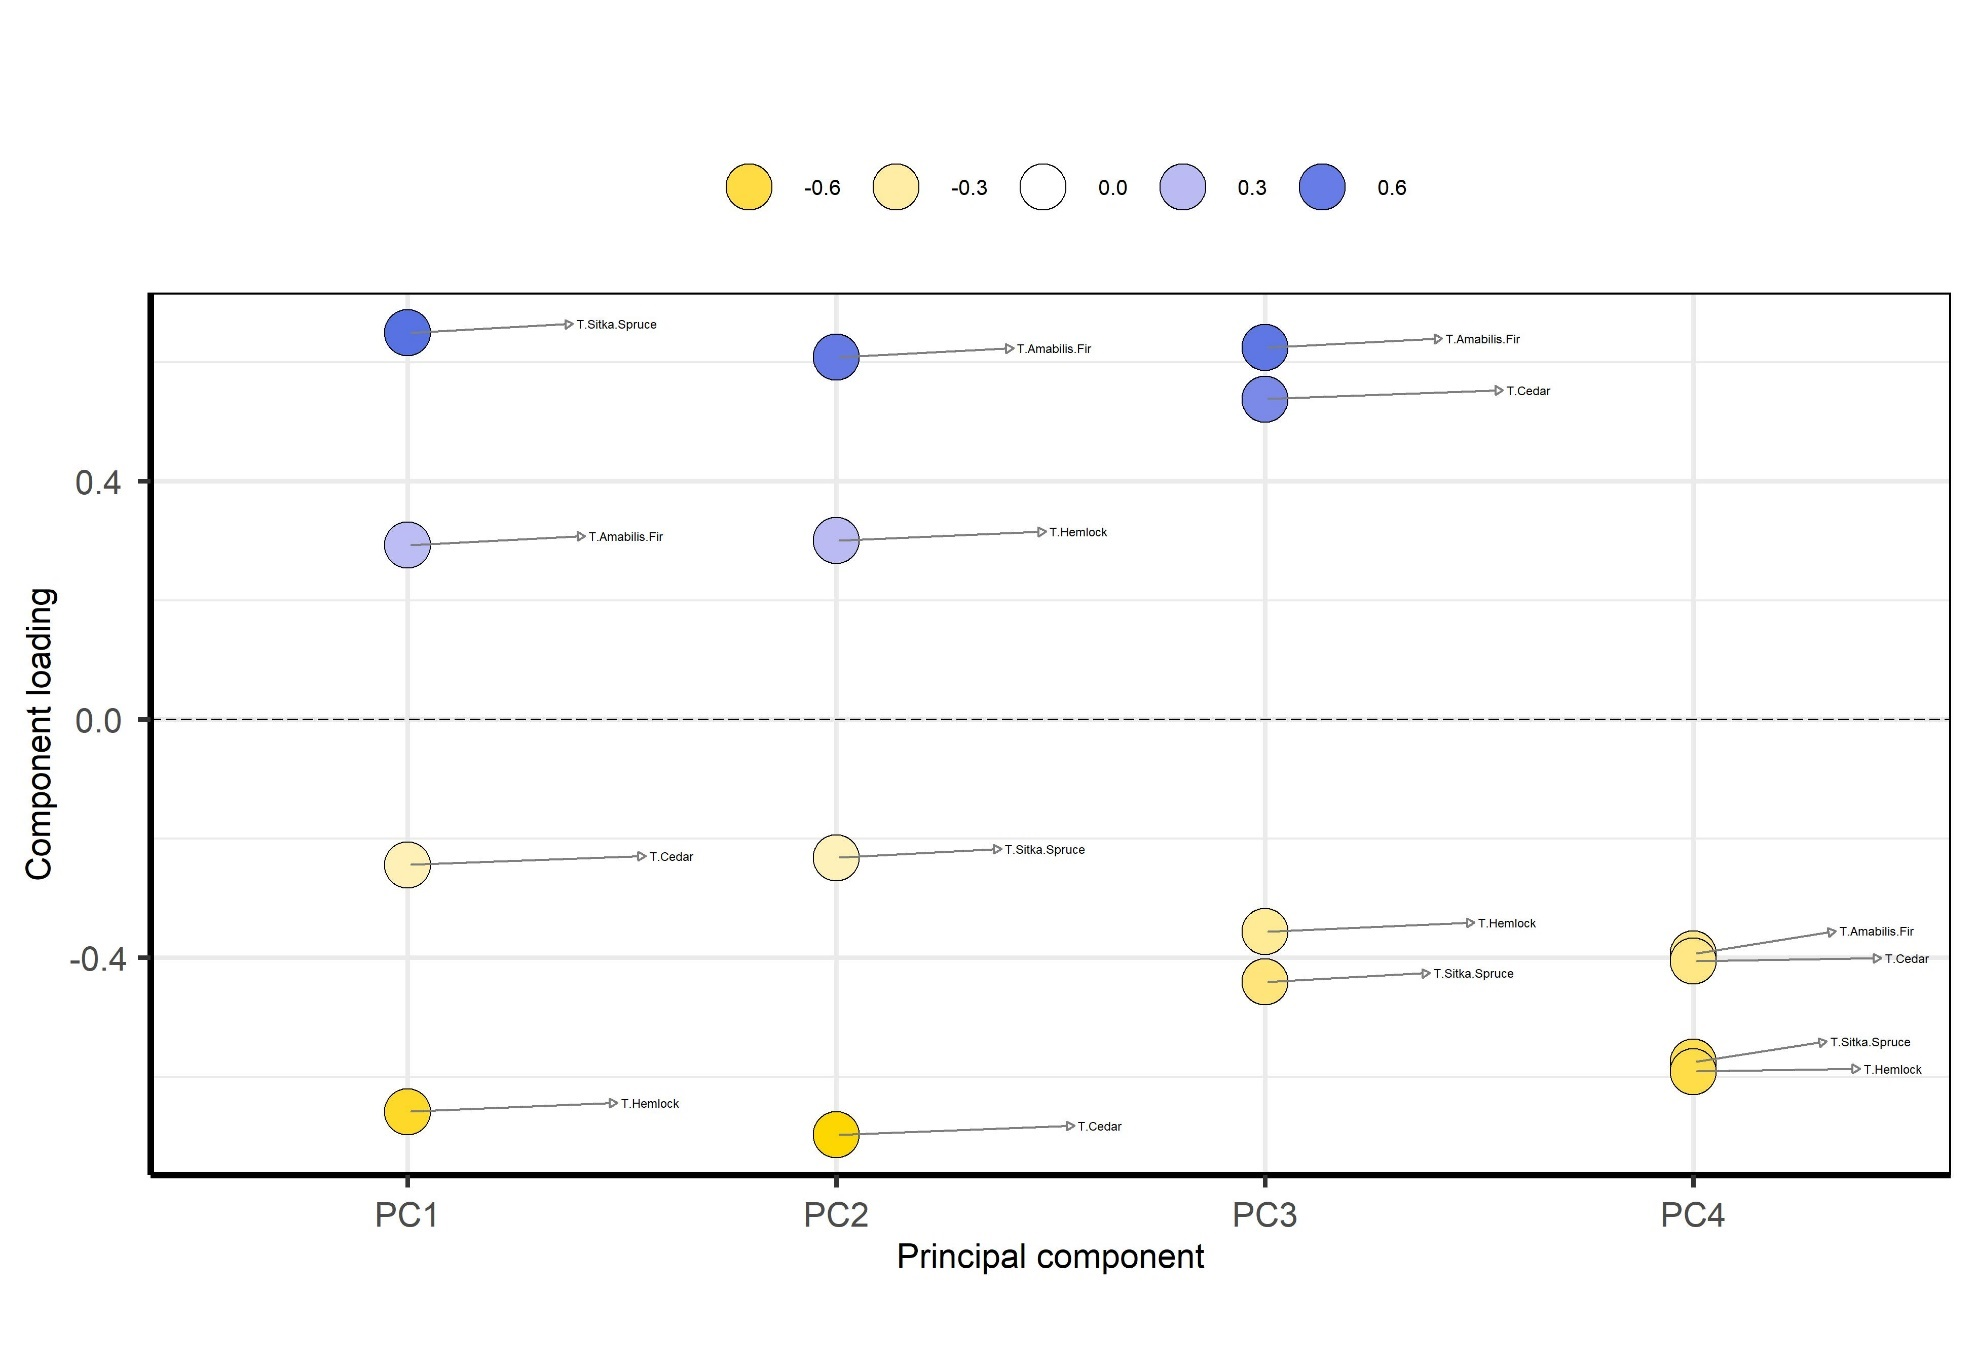 -0.6 -0.3 0.0 0.3 0.6
T.Sitka.Spruce
T.Amabilis.Fir
T.Amabilis.Fir
T.Cedar
0.4
T.Amabilis.Fir
T.Hemlock
Component loading
0.0
T.Cedar
T.Sitka.Spruce
T.Hemlock
T.Amabilis.Fir
-0.4
T.Cedar
T.Sitka.Spruce
T.Sitka.Spruce
T.Hemlock
T.Hemlock
T.Cedar
PC1 PC2 PC3 PC4
Principal component